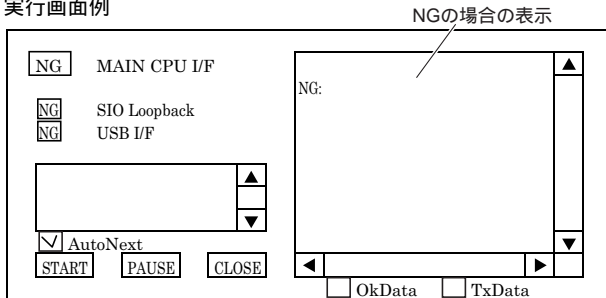 実行画面例
NGの場合の表示
NG MAIN CPU I/F
NG SIO Loopback
NG USB I/F
NG:
AutoNext
START PAUSE CLOSE
OkData TxData